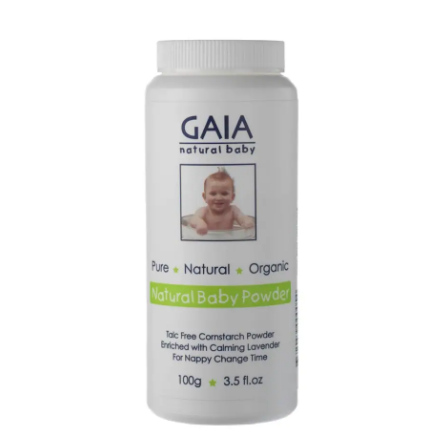 GAIA
natural baby
Pure ★ Natural ★ Organic
Natural Baby Powder
Talc Free Cornstarch Powder
Enriched with Calming Lavender
For Nappy Change Time
100g ★ 3.5 fl.oz